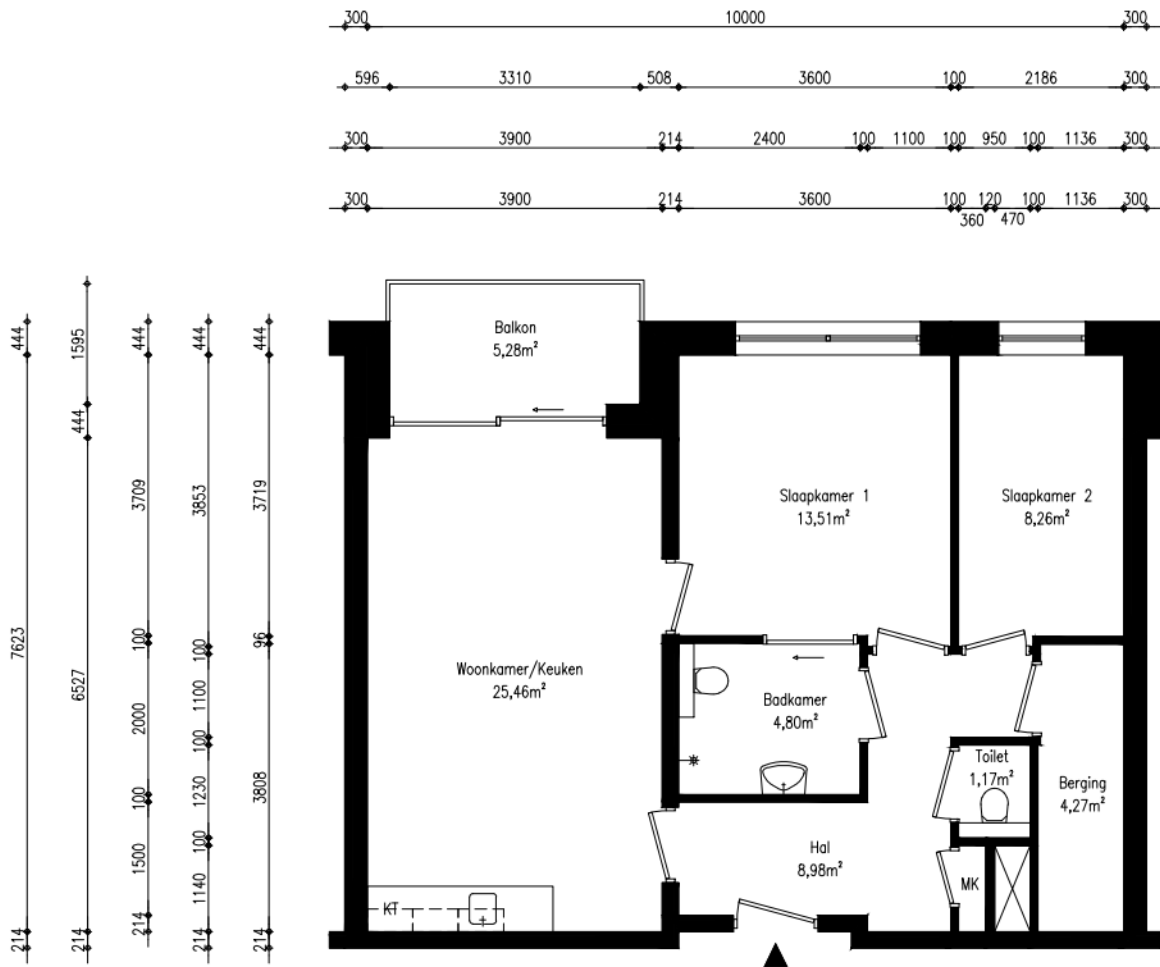 300 10000 300
596 3310 508 3600 100 2186 300
300 3900 214 2400 100 1100 100 950 100 1136 300
300 3900 214 3600 100 120 100 1136 300
360 470
444 1595 444 444 444
444
Balkon
5,28m²
3709 3853 3719
Slaapkamer 1
13,51m²
Slaapkamer 2
8,26m²
7623 6527 100 100 96
Woonkamer/Keuken
25,46m²
2000 1100
Badkamer
4,80m²
100
Toilet
1,17m²
100 1230 3808
Berging
4,27m²
1500 100
Hal
8,98m²
1140
MK
KT
214 214 214 214 214